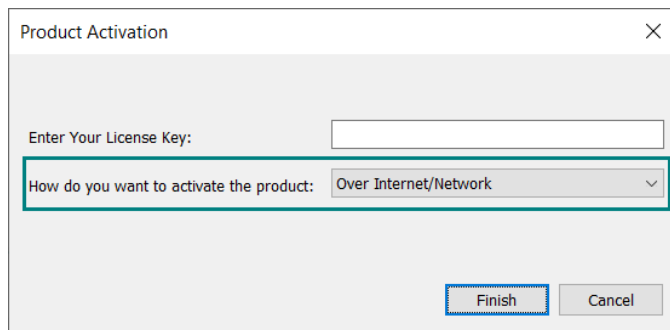 Product Activation
Enter Your License Key:
How do you want to activate the product: Over Internet/Network
Finish Cancel